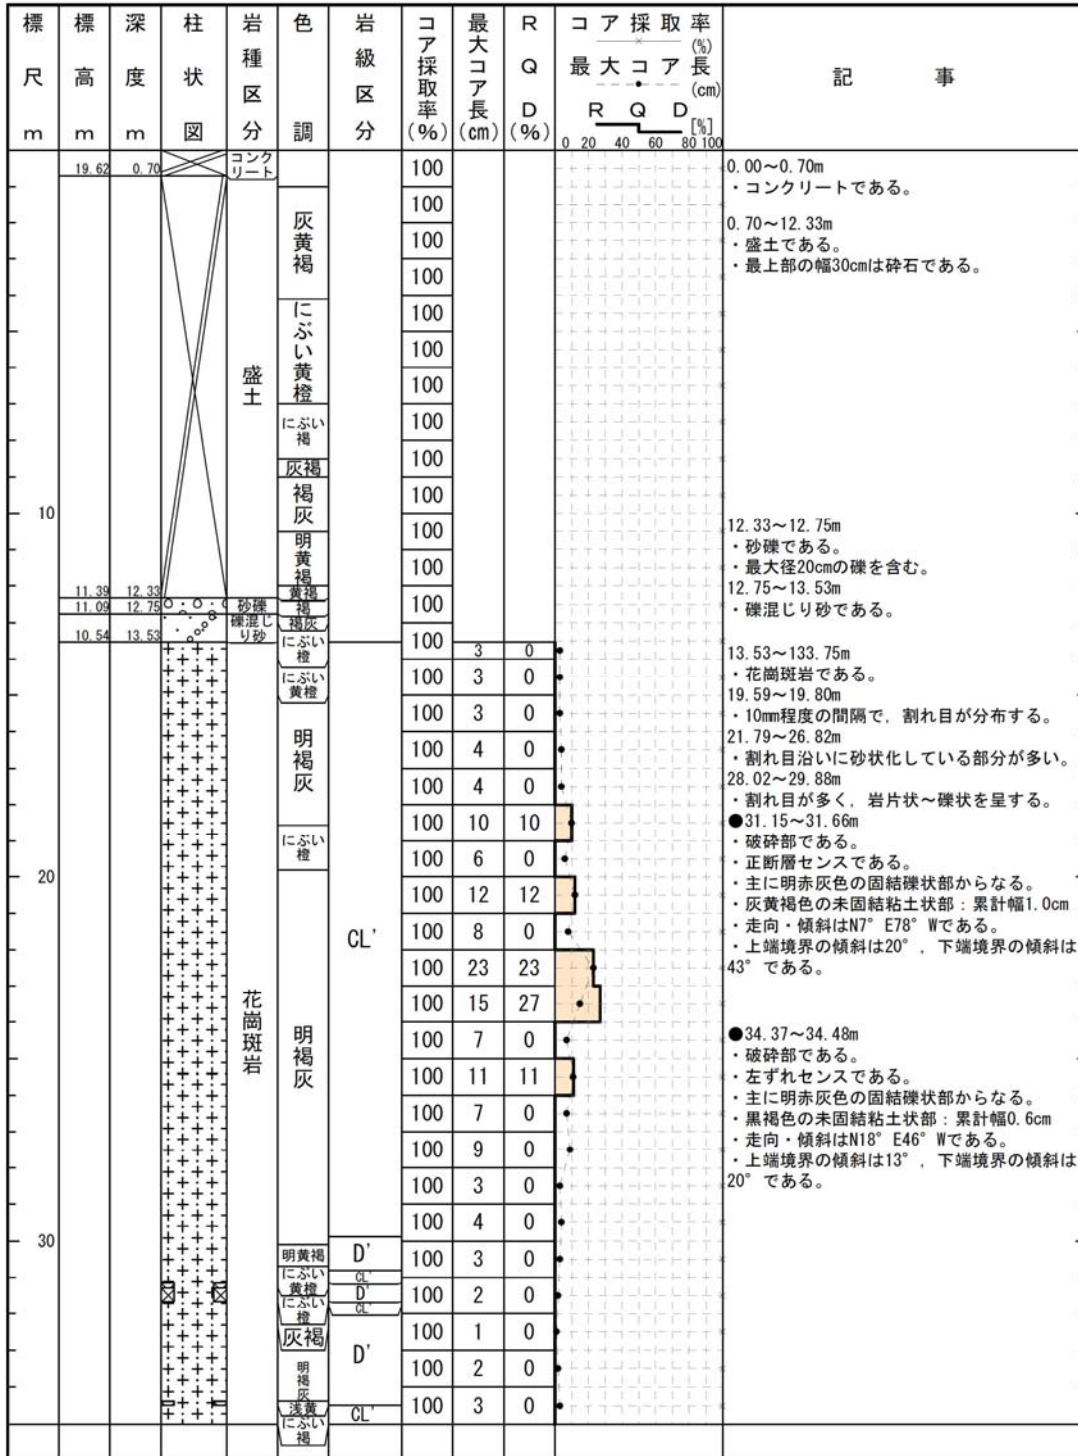 標尺m
標高m
深度m
柱状図
岩種区分
色調
岩級区分
コア採取率(%)
最大コア長(cm)
RQD(%)
コア採取率
(%)
最大コア長
(cm)
R Q D
[%]
0 20 40 60 80 100
19.62 0.70
コンクリート
盛土
11.39 12.33
11.09 12.75
砂礫
10.54 13.53
礫混じり砂
花崗斑岩
10
20
30
灰黄褐
にぶい黄橙
にぶい褐
灰褐
褐灰
明黄褐
黄褐
褐
褐灰
にぶい橙
にぶい黄橙
明褐灰
にぶい橙
明褐灰
明黄褐
にぶい黄橙
にぶい橙
灰褐
明褐灰
浅黄
にぶい褐
CL'
D'
CL'
D'
CL'
D'
CL'
100
100
100
100
100
100
100
100
100
100
100
100
100
100
3 0
100 3 0
100 3 0
100 4 0
100 4 0
100 10 10
100 6 0
100 12 12
100 8 0
100 23 23
100 15 27
100 7 0
100 11 11
100 7 0
100 9 0
100 3 0
100 4 0
100 3 0
100 2 0
100 1 0
100 2 0
100 3 0
記事
0.00～0.70m
・コンクリートである。
0.70～12.33m
・盛土である。
・最上部の幅30cmは砕石である。
12.33～12.75m
・砂礫である。
・最大径20cmの礫を含む。
12.75～13.53m
・礫混じり砂である。
13.53～133.75m
・花崗斑岩である。
19.59～19.80m
・10mm程度の間隔で，割れ目が分布する。
21.79～26.82m
・割れ目沿いに砂状化している部分が多い。
28.02～29.88m
・割れ目が多く，岩片状～礫状を呈する。
●31.15～31.66m
・破砕部である。
・正断層センスである。
・主に明赤灰色の固結礫状部からなる。
・灰黄褐色の未固結粘土状部：累計幅1.0cm
・走向・傾斜はN7°E78°Wである。
・上端境界の傾斜は20°，下端境界の傾斜は
43°である。
●34.37～34.48m
・破砕部である。
・左ずれセンスである。
・主に明赤灰色の固結礫状部からなる。
・黒褐色の未固結粘土状部：累計幅0.6cm
・走向・傾斜はN18°E46°Wである。
・上端境界の傾斜は13°，下端境界の傾斜は
20°である。